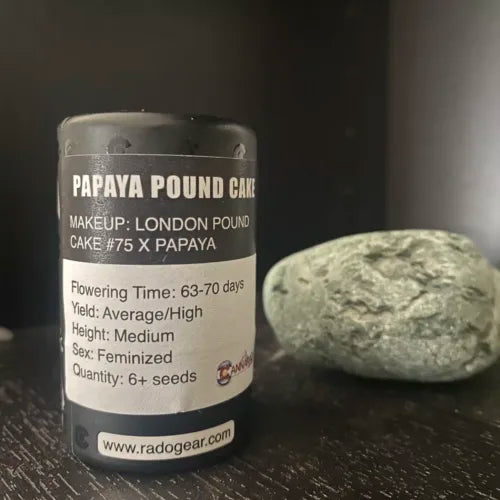 PAPAYA POUND CAKE
MAKEUP: LONDON POUND
CAKE #75 X PAPAYA
Flowering Time: 63-70 days
Yield: Average/High
Height: Medium
Sex: Feminized
Quantity: 6+ seeds
www.radogear.com